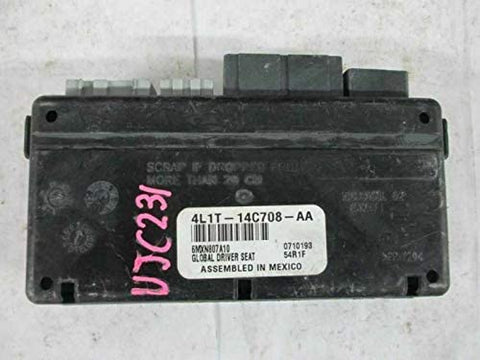 SCRAP IF DROPPED FROM
MORE THAN 20 CM
4L1T-14C708-AA
6MXN807A10 0710193
GLOBAL DRIVER SEAT 54R1F
ASSEMBLED IN MEXICO
UJC231